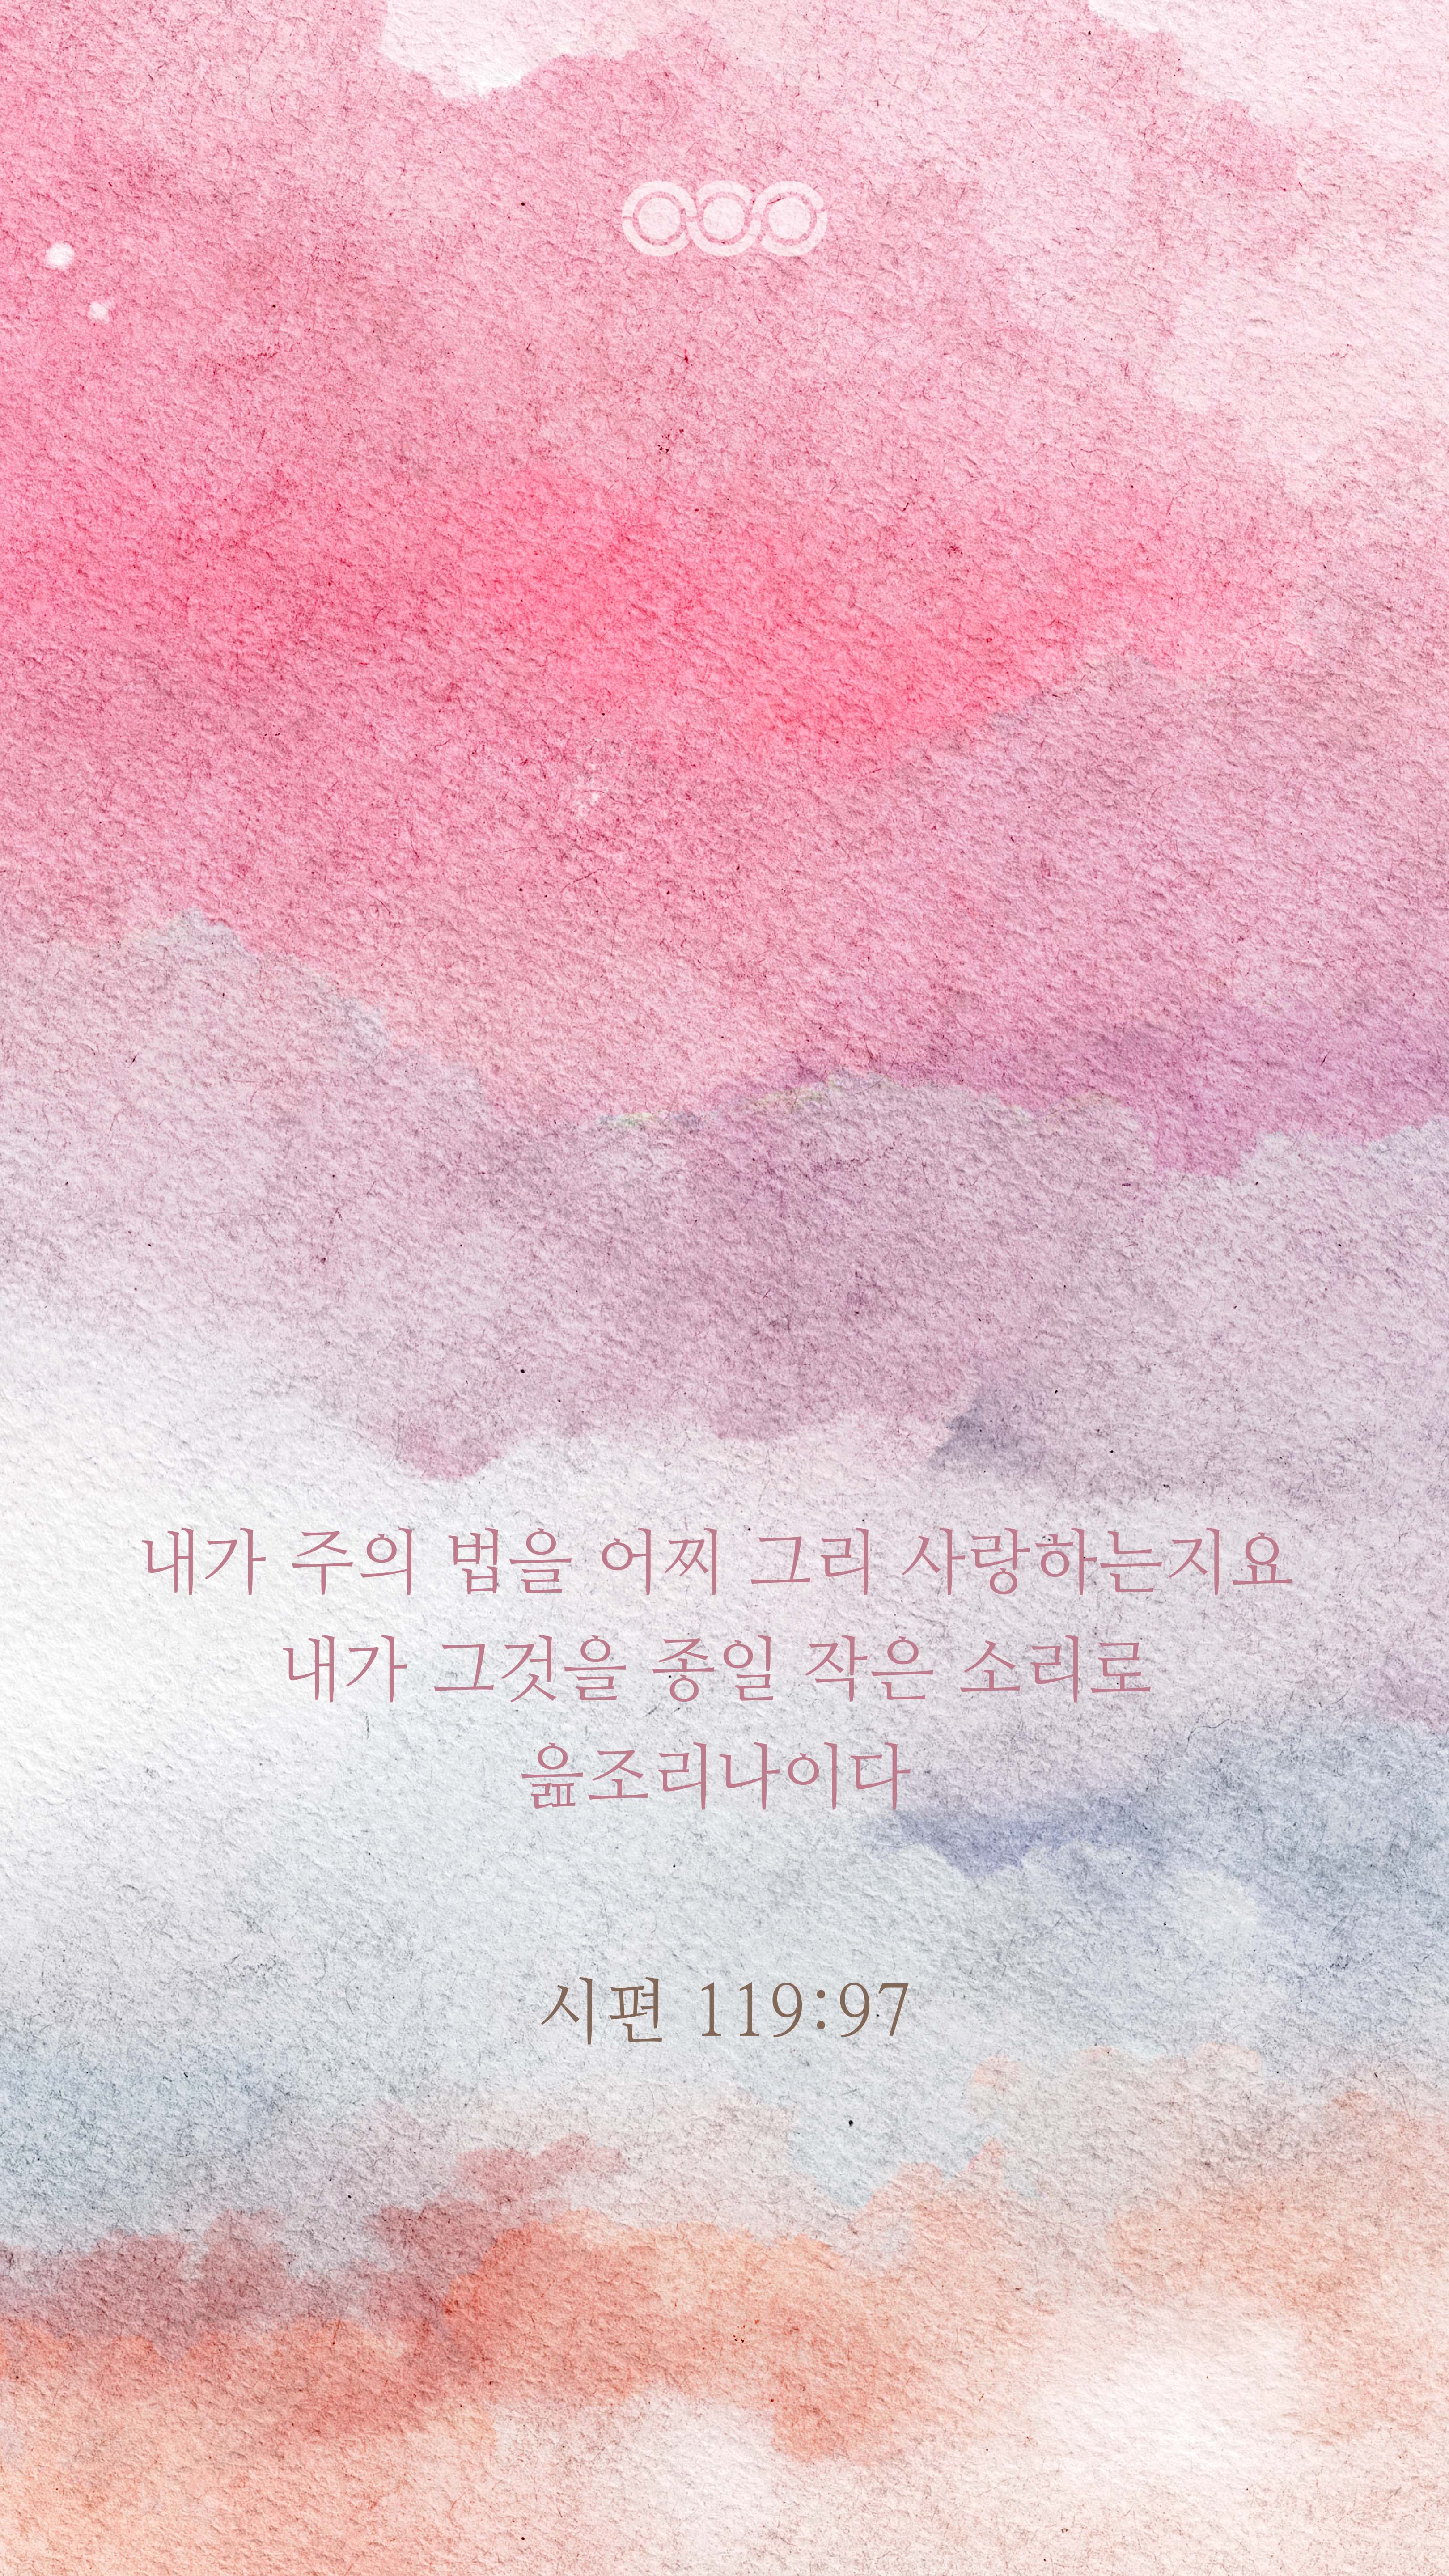 내가 주의 법을 어찌 그리 사랑하는지요
내가 그것을 종일 작은 소리로
읊조리나이다
시편 119:97